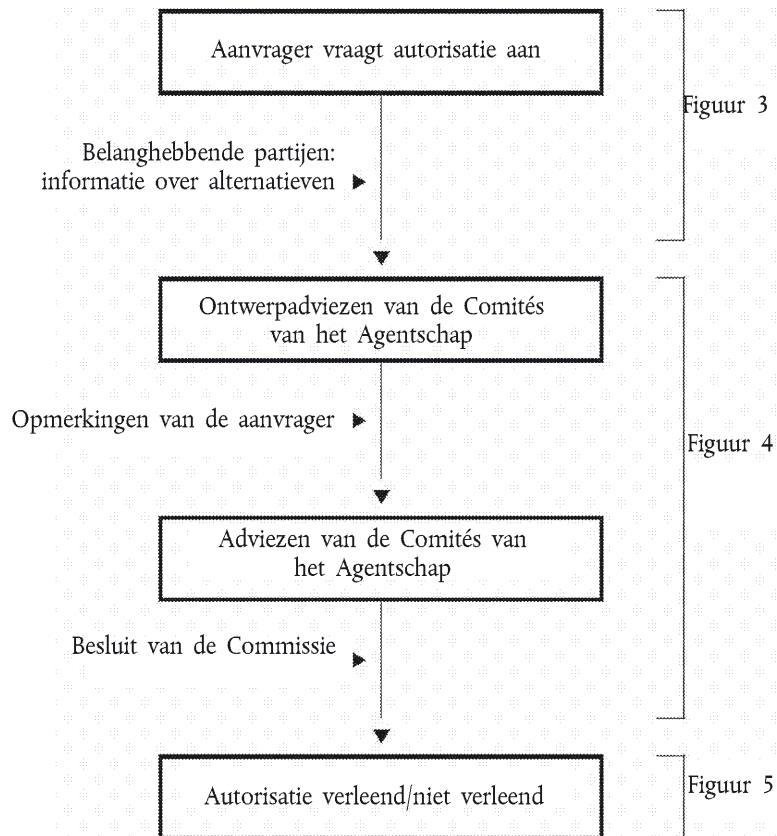 Aanvrager vraagt autorisatie aan
Figuur 3
Belanghebbende partijen:
informatie over alternatieven
Ontwerpadviezen van de Comités
van het Agentschap
Opmerkingen van de aanvrager
Figuur 4
Adviezen van de Comités van
het Agentschap
Besluit van de Commissie
Autorisatie verleend/niet verleend
Figuur 5